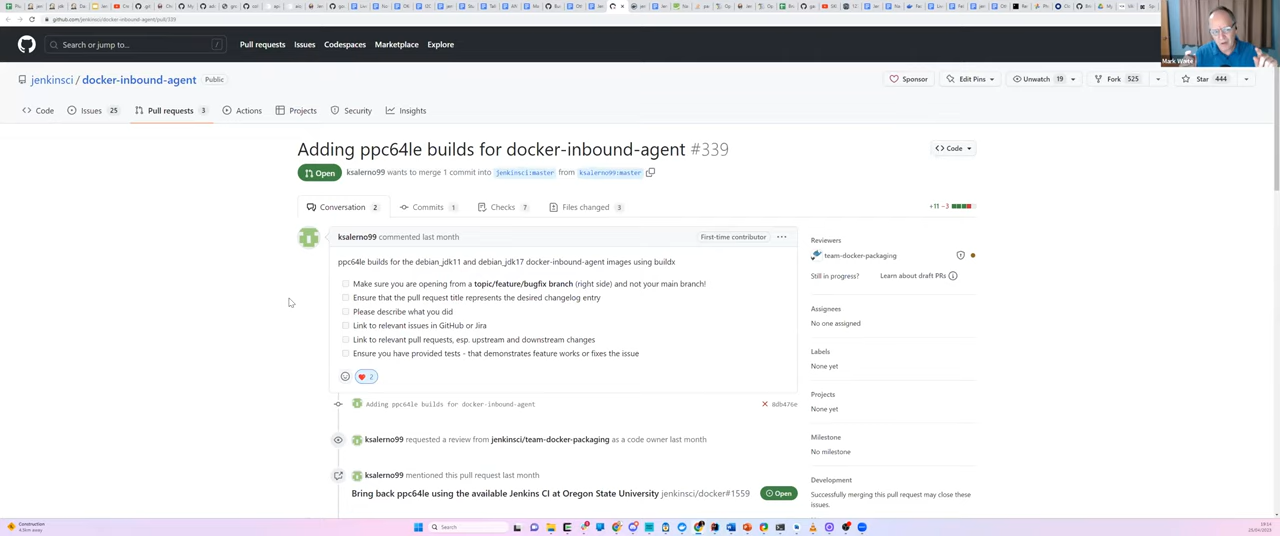 github.com/jenkinsci/docker-inbound-agent/pull/339
Search or jump to...
/
Pull requests
Issues
Codespaces
Marketplace
Explore
Mark Waite
jenkinsci / docker-inbound-agent
Public
Sponsor
Edit Pins
Unwatch 19
Fork 525
Star 444
Code
Issues 25
Pull requests 3
Actions
Projects
Security
Insights
Adding ppc64le builds for docker-inbound-agent #339
Code
Open
ksalerno99 wants to merge 1 commit into jenkinsci:master from ksalerno99:master
Conversation 2
Commits 1
Checks 7
Files changed 3
+11 −3
ksalerno99 commented last month
First-time contributor
ppc64le builds for the debian_jdk11 and debian_jdk17 docker-inbound-agent images using buildx
Make sure you are opening from a topic/feature/bugfix branch (right side) and not your main branch!
Ensure that the pull request title represents the desired changelog entry
Please describe what you did
Link to relevant issues in GitHub or Jira
Link to relevant pull requests, esp. upstream and downstream changes
Ensure you have provided tests - that demonstrates feature works or fixes the issue
2
Adding ppc64le builds for docker-inbound-agent
8db476e
ksalerno99 requested a review from jenkinsci/team-docker-packaging as a code owner last month
ksalerno99 mentioned this pull request last month
Bring back ppc64le using the available Jenkins CI at Oregon State University jenkinsci/docker#1559
Open
Reviewers
team-docker-packaging
Still in progress? Learn about draft PRs
Assignees
No one assigned
Labels
None yet
Projects
None yet
Milestone
No milestone
Development
Successfully merging this pull request may close these
issues.
Construction
Search